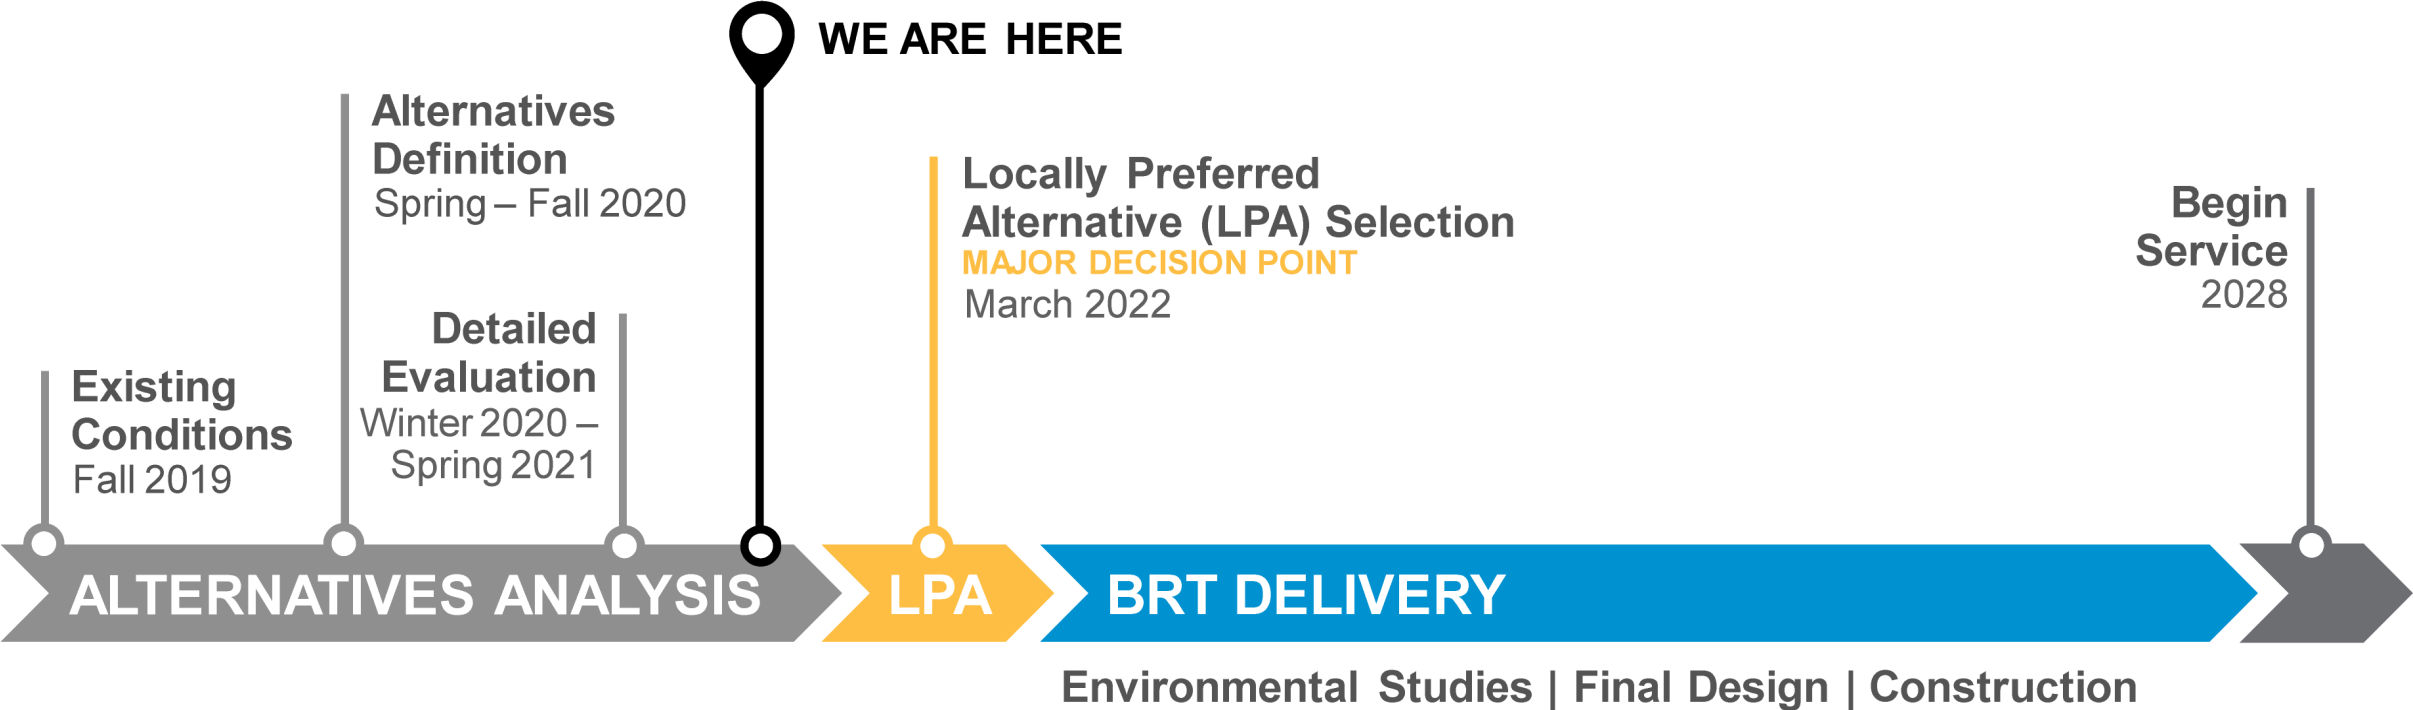 WE ARE HERE
Alternatives
Definition
Spring – Fall 2020
Locally Preferred
Alternative (LPA) Selection
MAJOR DECISION POINT
March 2022
Begin
Service
2028
Detailed
Evaluation
Winter 2020 –
Spring 2021
Existing
Conditions
Fall 2019
ALTERNATIVES ANALYSIS
LPA
BRT DELIVERY
Environmental Studies | Final Design | Construction